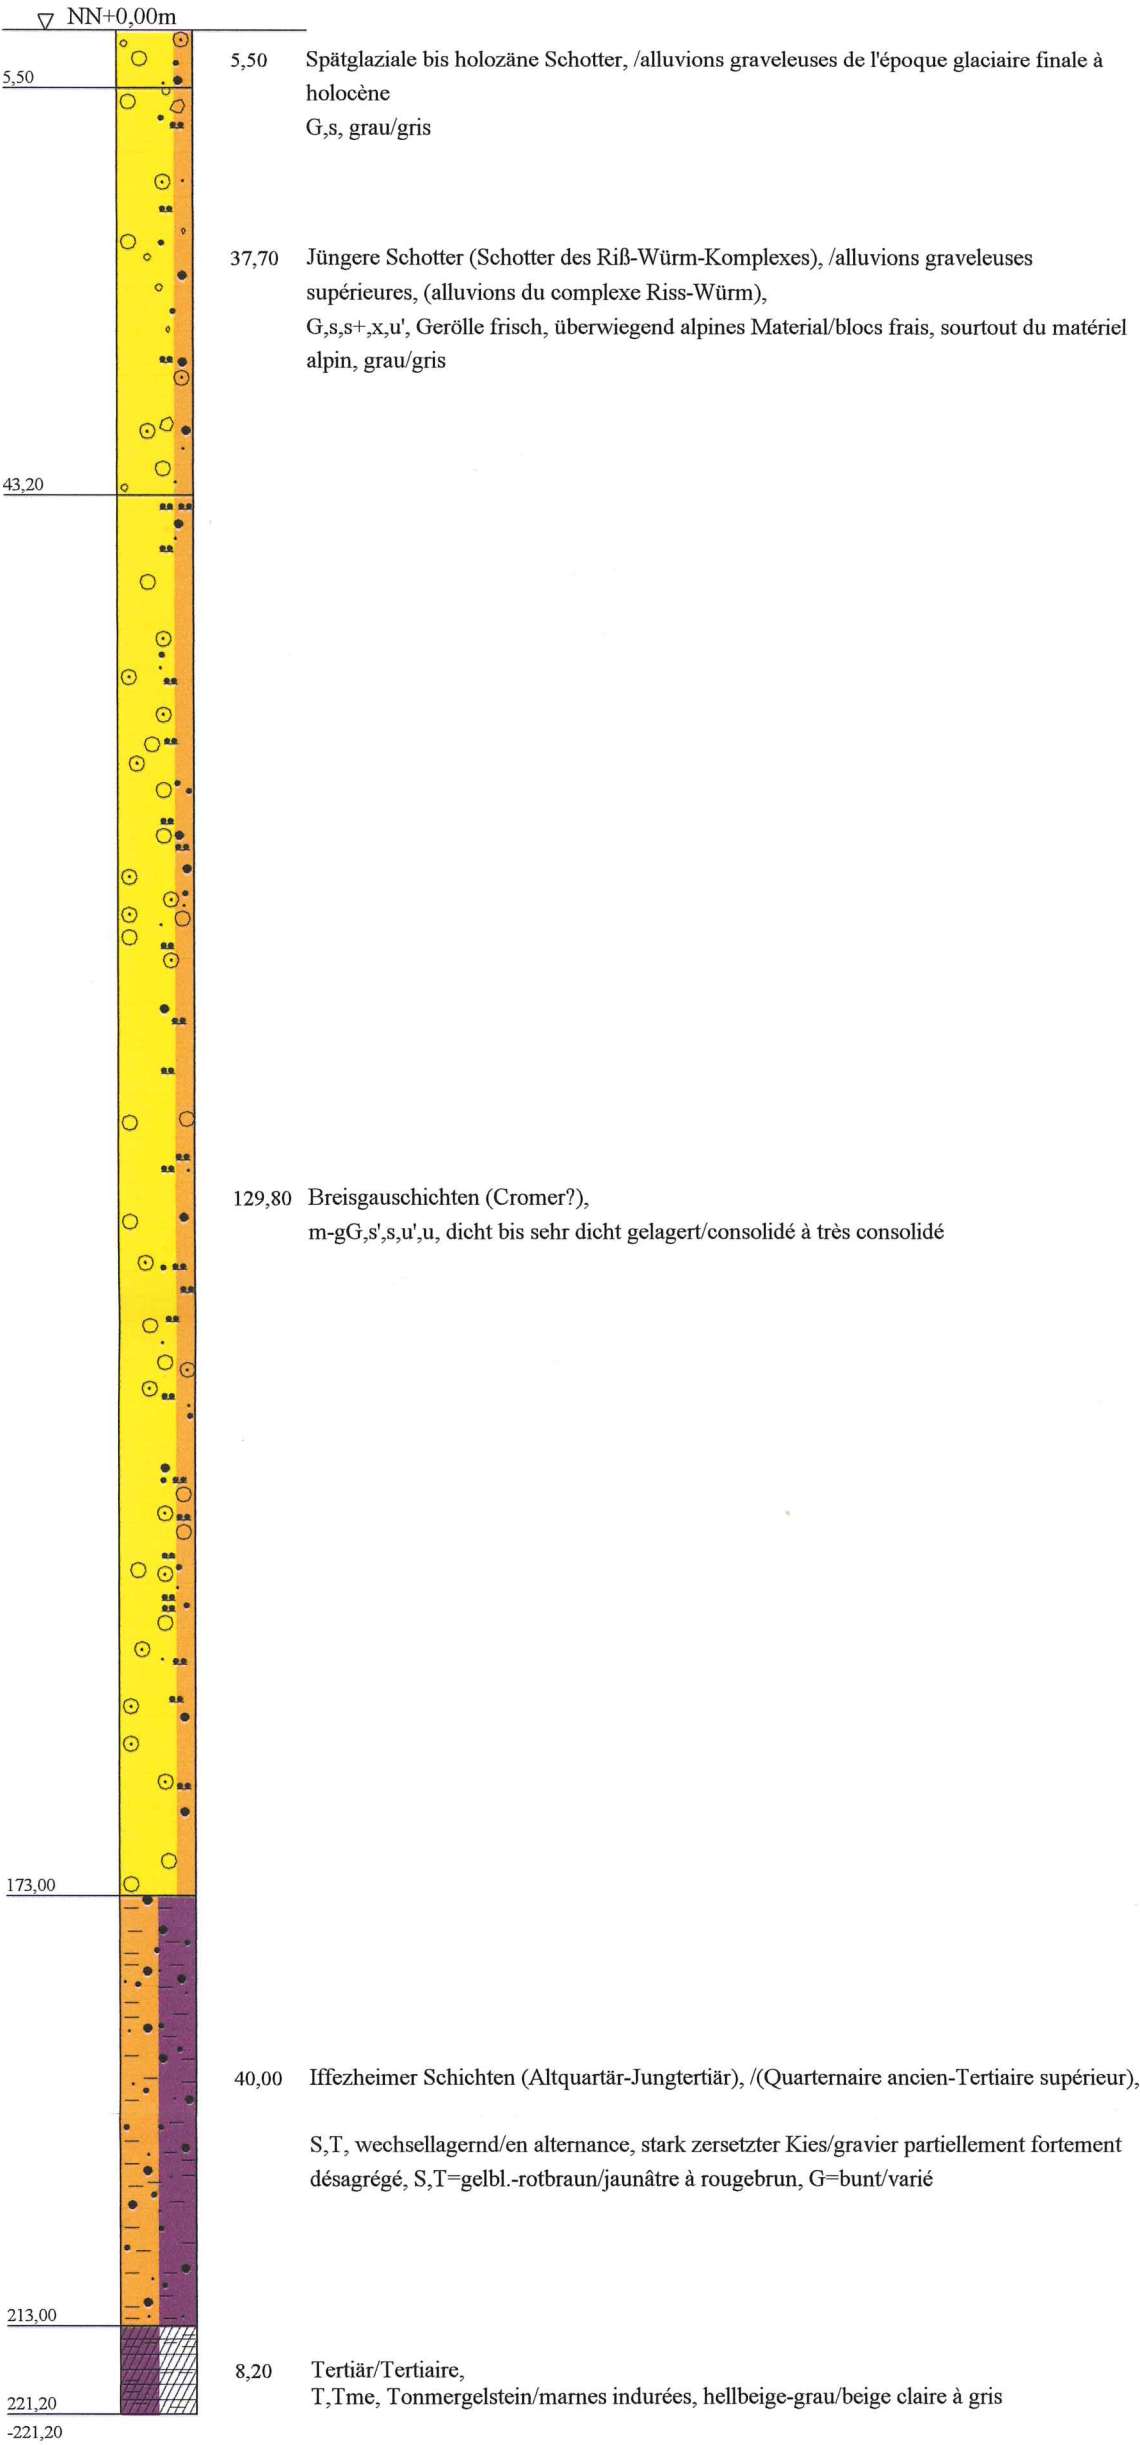 NN+0,00m
5,50 Spätglaziale bis holozäne Schotter, /alluvions graveleuses de l'époque glaciaire finale à
5,50
holocène
G,s, grau/gris
37,70 Jüngere Schotter (Schotter des Riß-Würm-Komplexes), /alluvions graveleuses
supérieures, (alluvions du complexe Riss-Würm),
G,s,s+,x,u', Gerölle frisch, überwiegend alpines Material/blocs frais, sourtout du matériel
alpin, grau/gris
43,20
129,80 Breisgauschichten (Cromer?),
m-gG,s',s,u',u, dicht bis sehr dicht gelagert/consolidé à très consolidé
173,00
40,00 Iffezheimer Schichten (Altquartär-Jungtertiär), /(Quarternaire ancien-Tertiaire supérieur),
S,T, wechsellagernd/en alternance, stark zersetzter Kies/gravier partiellement fortement
désagrégé, S,T=gelbl.-rotbraun/jaunâtre à rougebrun, G=bunt/varié
213,00
8,20 Tertiär/Tertiaire,
T,Tme, Tonmergelstein/marnes indurées, hellbeige-grau/beige claire à gris
221,20
-221,20